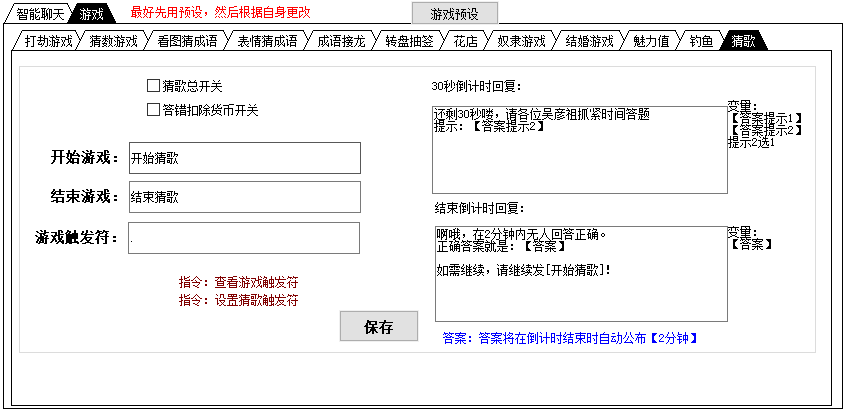 智能聊天
游戏
最好先用预设，然后根据自身更改
游戏预设
打劫游戏
猜数游戏
看图猜成语
表情猜成语
成语接龙
转盘抽签
花店
奴隶游戏
结婚游戏
魅力值
钓鱼
猜歌
猜歌总开关
答错扣除货币开关
开始游戏：
开始猜歌
结束游戏：
结束猜歌
游戏触发符：
.
指令：查看游戏触发符
指令：设置猜歌触发符
保存
30秒倒计时回复：
还剩30秒喽，请各位吴彦祖抓紧时间答题
提示：【答案提示2】
变量：
【答案提示1】
【答案提示2】
提示2选1
结束倒计时回复：
啊哦，在2分钟内无人回答正确。
正确答案就是：【答案】
如需继续，请继续发[开始猜歌]！
变量：
【答案】
答案：答案将在倒计时结束时自动公布【2分钟】